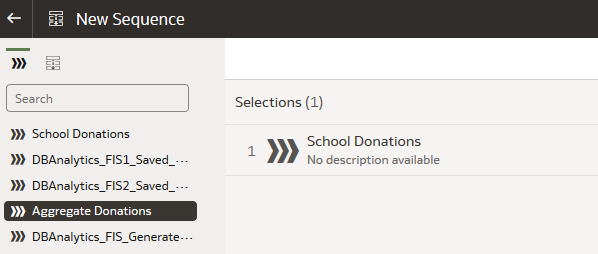 New Sequence
Search
School Donations
DBAnalytics_FIS1_Saved_...
DBAnalytics_FIS2_Saved_...
Aggregate Donations
DBAnalytics_FIS_Generate...
Selections (1)
1
School Donations
No description available